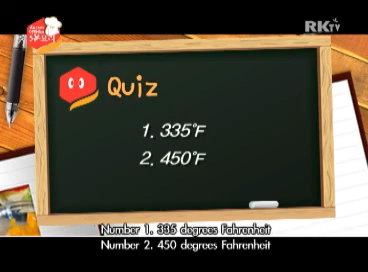 RKTV
Quiz
1. 335°F
2. 450°F
Number 1. 335 degrees Fahrenheit
Number 2. 450 degrees Fahrenheit